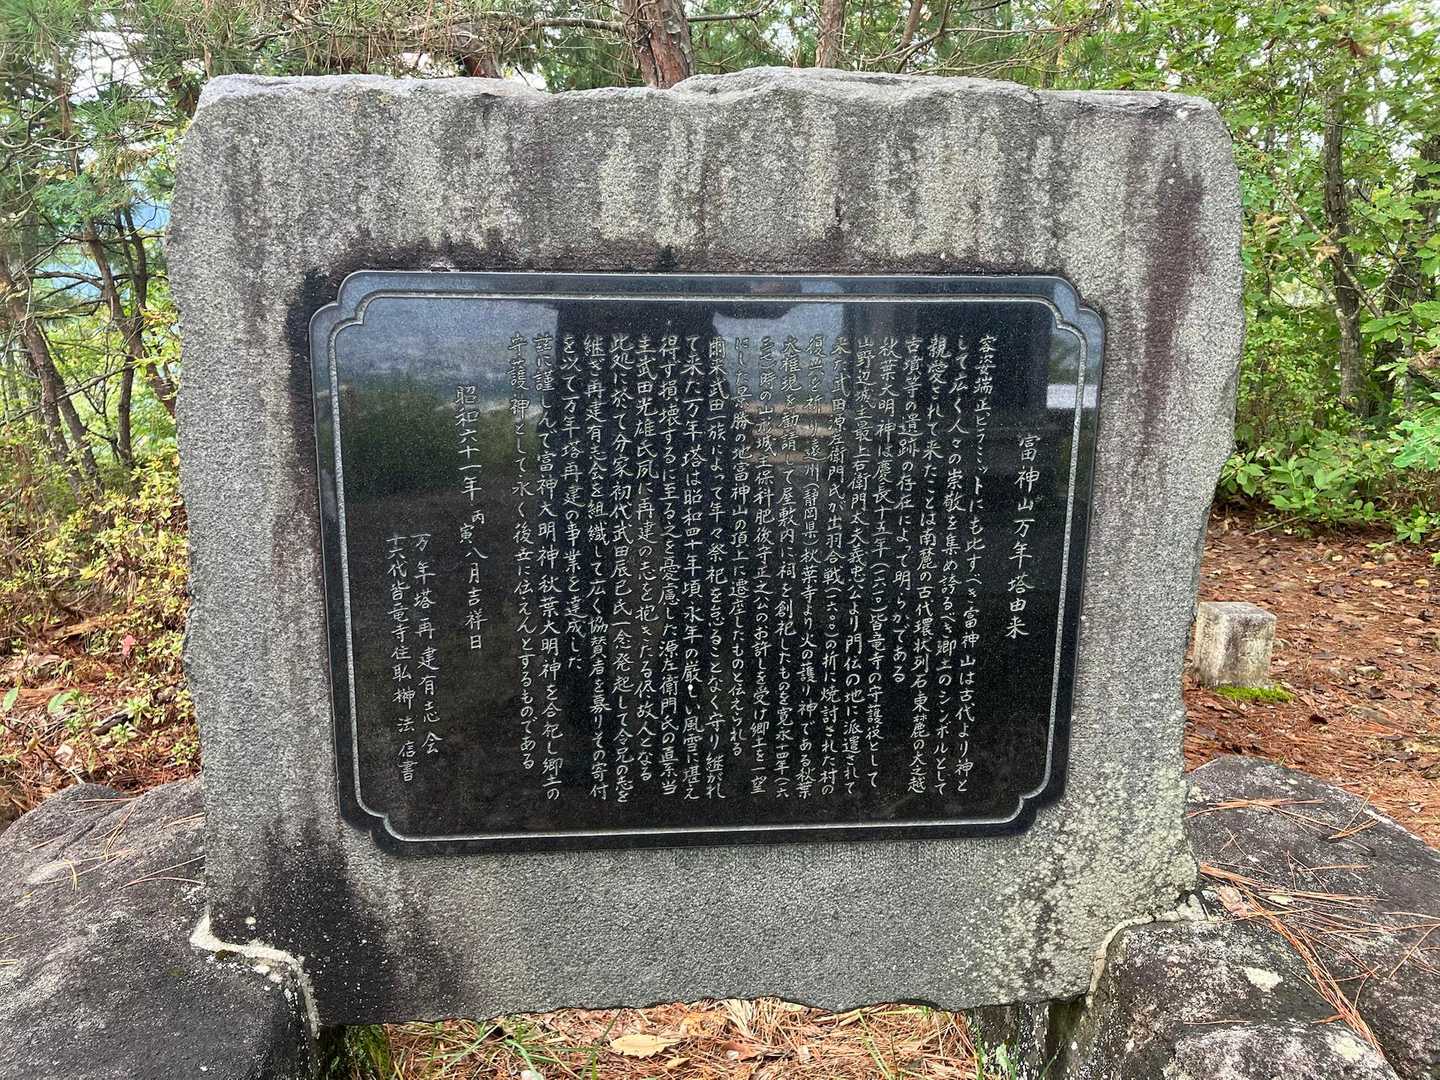 富神山万年塔由来
容姿端正ピラミットにも比すべき富神山は古代より神と
して広く人々の崇敬を集め誇るべき郷土のシンボルとして
親愛されて来たことは南麓の古代環状列石東麓の大之越
古墳等の遺跡の存在によって明らかである
秋葉大明神は慶長十五年(一六一〇)皆竜寺の守護役として
山野辺城主最上右衛門太夫義忠公より門伝の地に派遣されて
来た武田源左衛門氏が出羽合戦(一六〇〇)の折に焼討された村の
復興を祈り遠州(静岡県)秋葉寺より火の護り神である秋葉
大権現を勧請して屋敷内に祠を創祀したものを寛永十四年(一六
三七)時の山形城主保科肥後守正之公のお許しを受け郷土を一望
にした景勝の地富神山の頂上に遷座したものと伝えられる
爾来武田一族によって年々祭祀を怠ることなく守り継がれ
て来た万年塔は昭和四十年頃永年の厳しい風雪に堪え
得ず損壊するに至る之を憂慮した源左衛門氏の直系当
主武田光雄氏夙に再建の志を抱きたる侭故人となる
此処に於て分家初代武田辰巳氏一念発起して令兄の志を
継ぎ再建有志会を組織して広く協賛者を募りその寄付
を以て万年塔再建の事業を達成した
茲に謹しんで富神大明神秋葉大明神を合祀し郷土の
守護神として永く後世に伝えんとするものである
昭和六十一年 丙寅 八月吉祥日
万年塔再建有志会
十六代皆竜寺住職 榊法信書